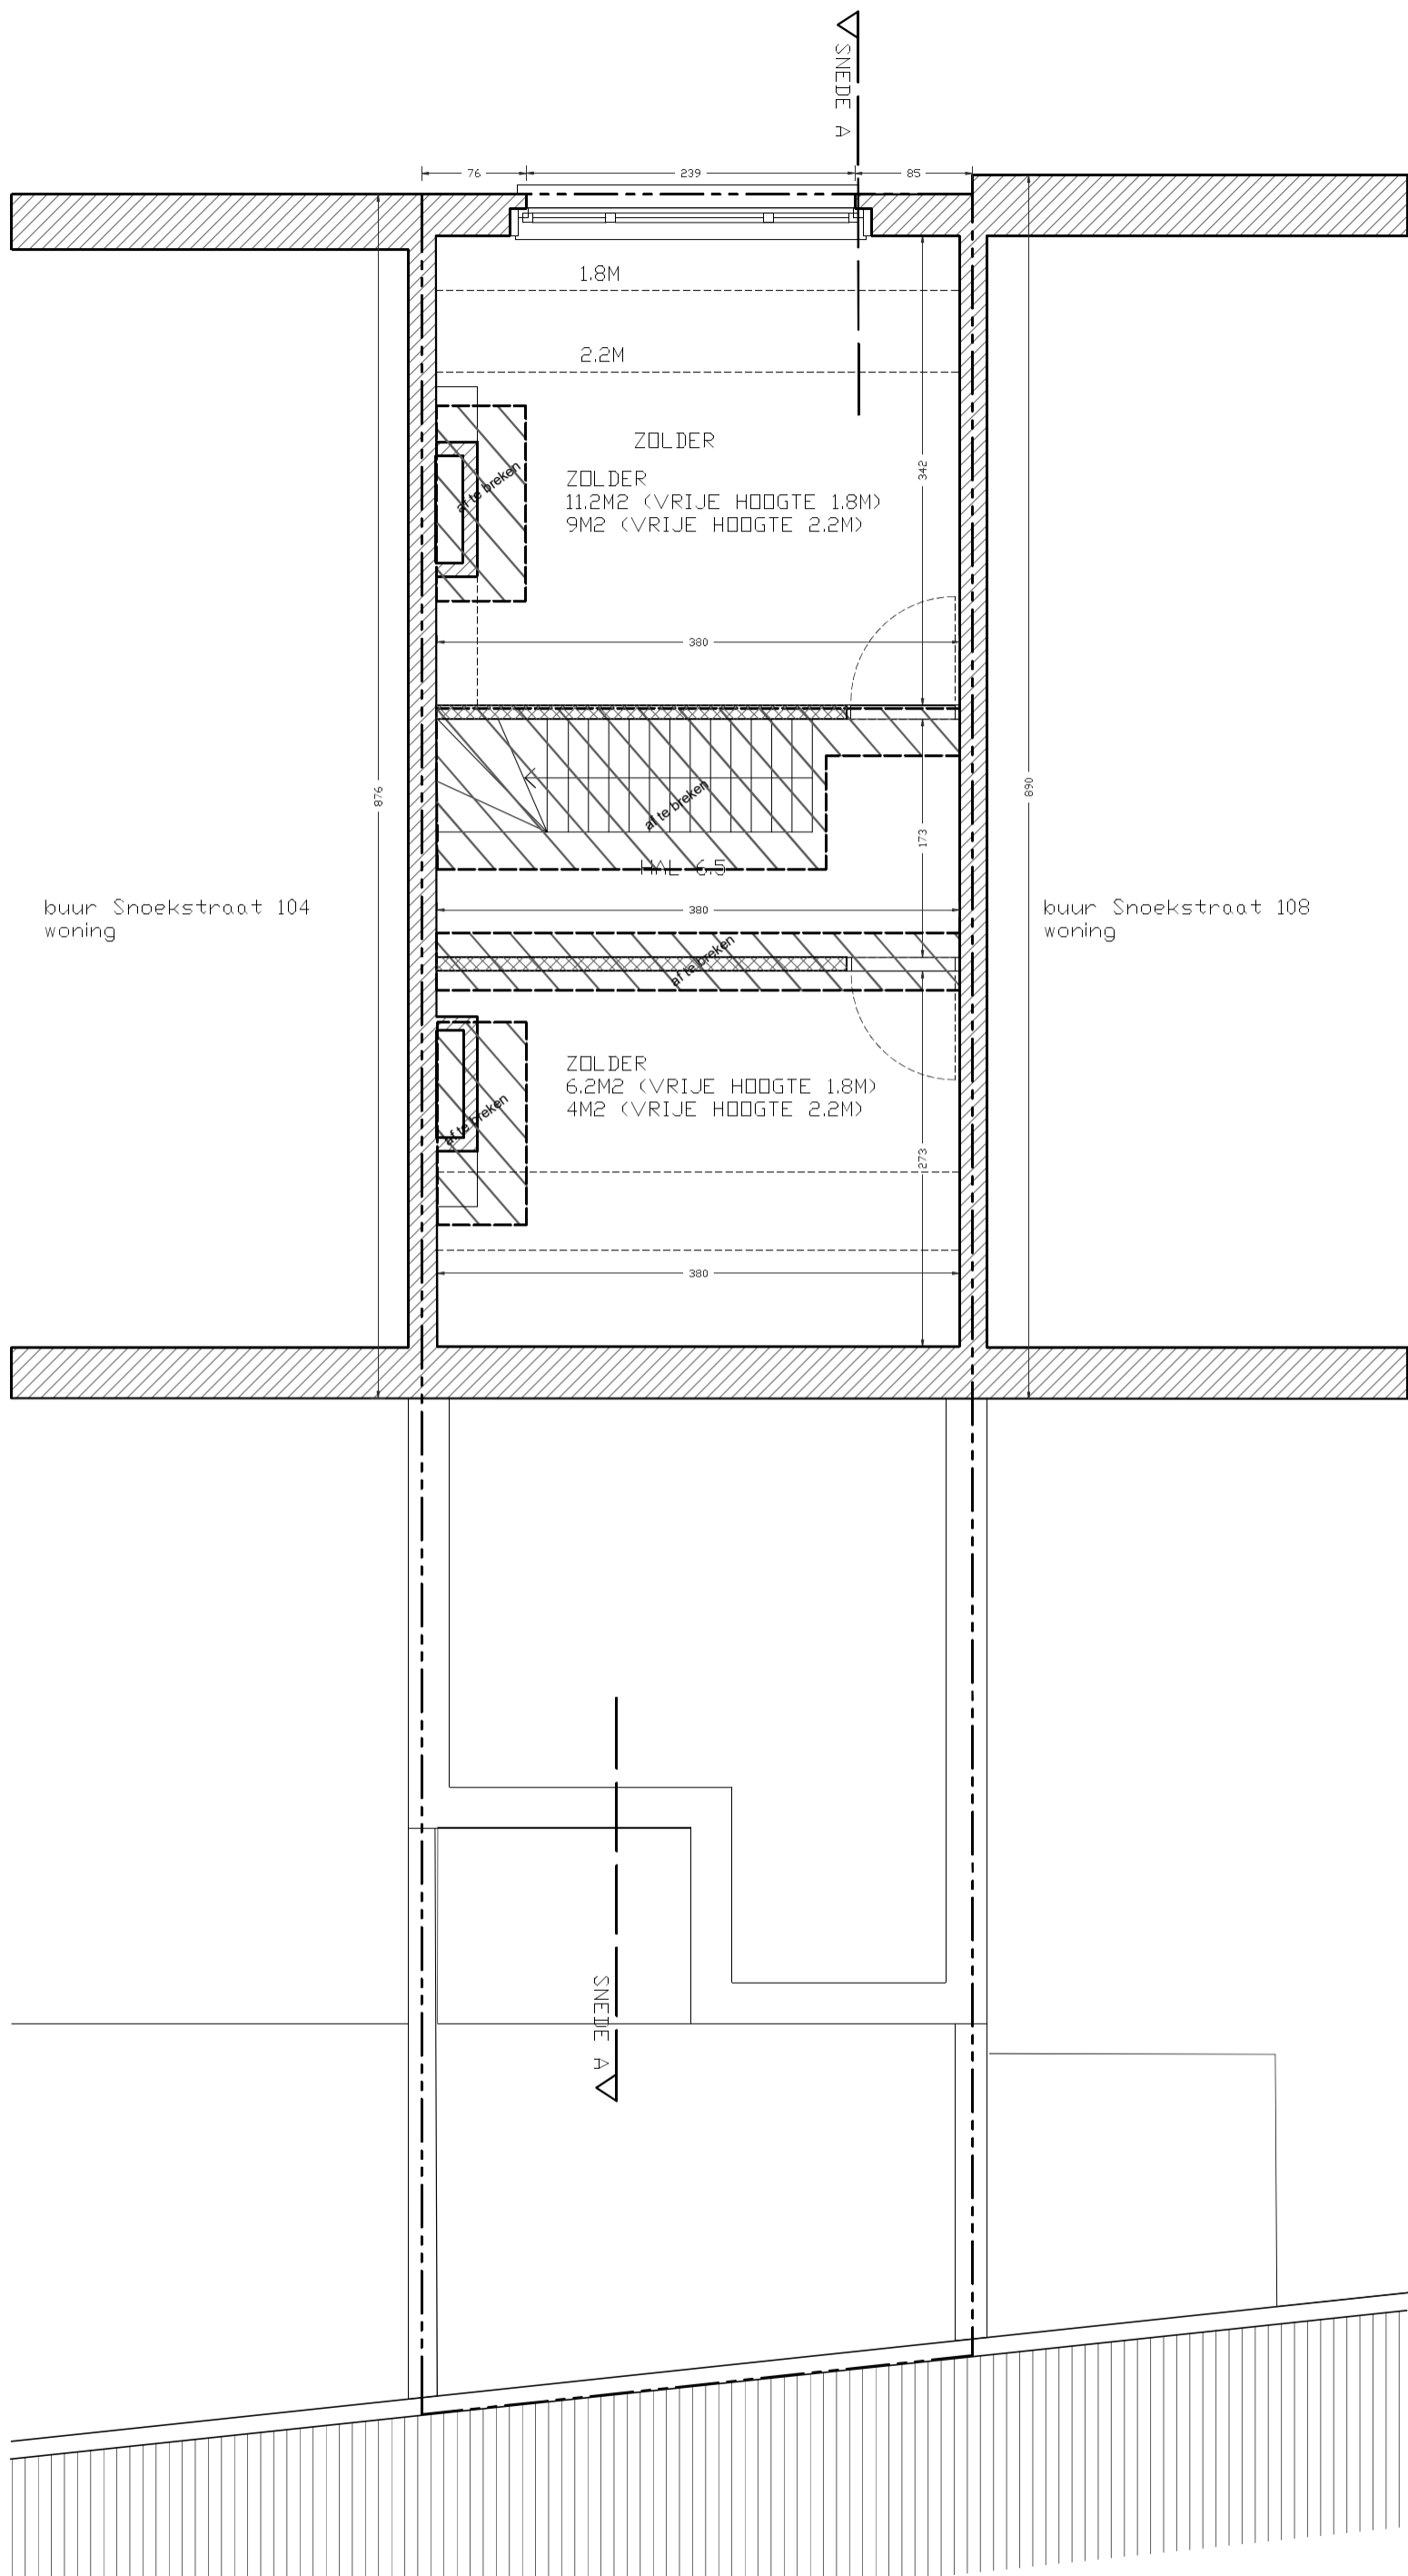 SNEDE A
76
239
85
1.8M
2.2M
ZOLDER
ZOLDER
11.2M2 (VRIJE HOOGTE 1.8M)
9M2 (VRIJE HOOGTE 2.2M)
af te breken
342
380
876
890
af te breken
173
HAL 6.5
buur Snoekstraat 104
woning
380
buur Snoekstraat 108
woning
af te breken
ZOLDER
6.2M2 (VRIJE HOOGTE 1.8M)
4M2 (VRIJE HOOGTE 2.2M)
af te breken
273
380
SNEDE A